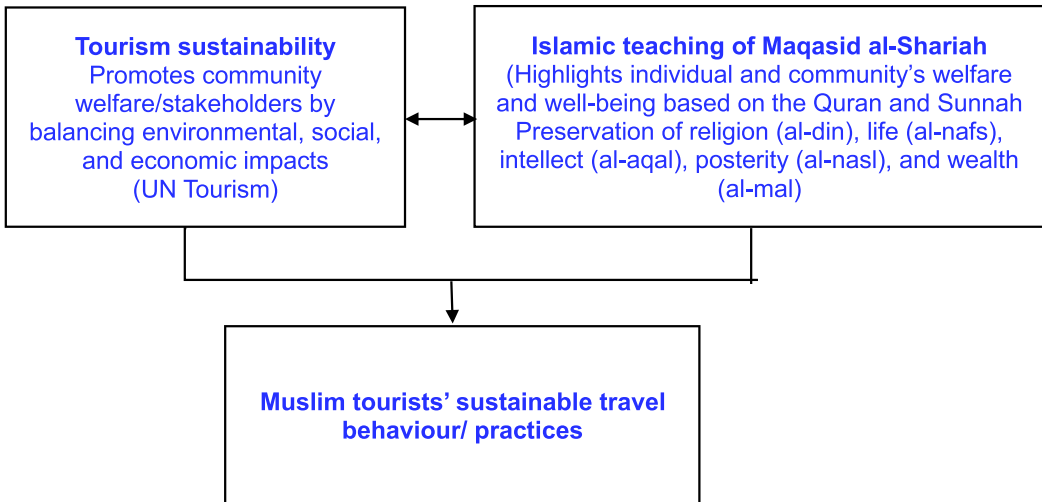 Tourism sustainability
Promotes community
welfare/stakeholders by
balancing environmental, social,
and economic impacts
(UN Tourism)
Islamic teaching of Maqasid al-Shariah
(Highlights individual and community’s welfare
and well-being based on the Quran and Sunnah
Preservation of religion (al-din), life (al-nafs),
intellect (al-aqal), posterity (al-nasl), and wealth
(al-mal)
Muslim tourists’ sustainable travel
behaviour/ practices